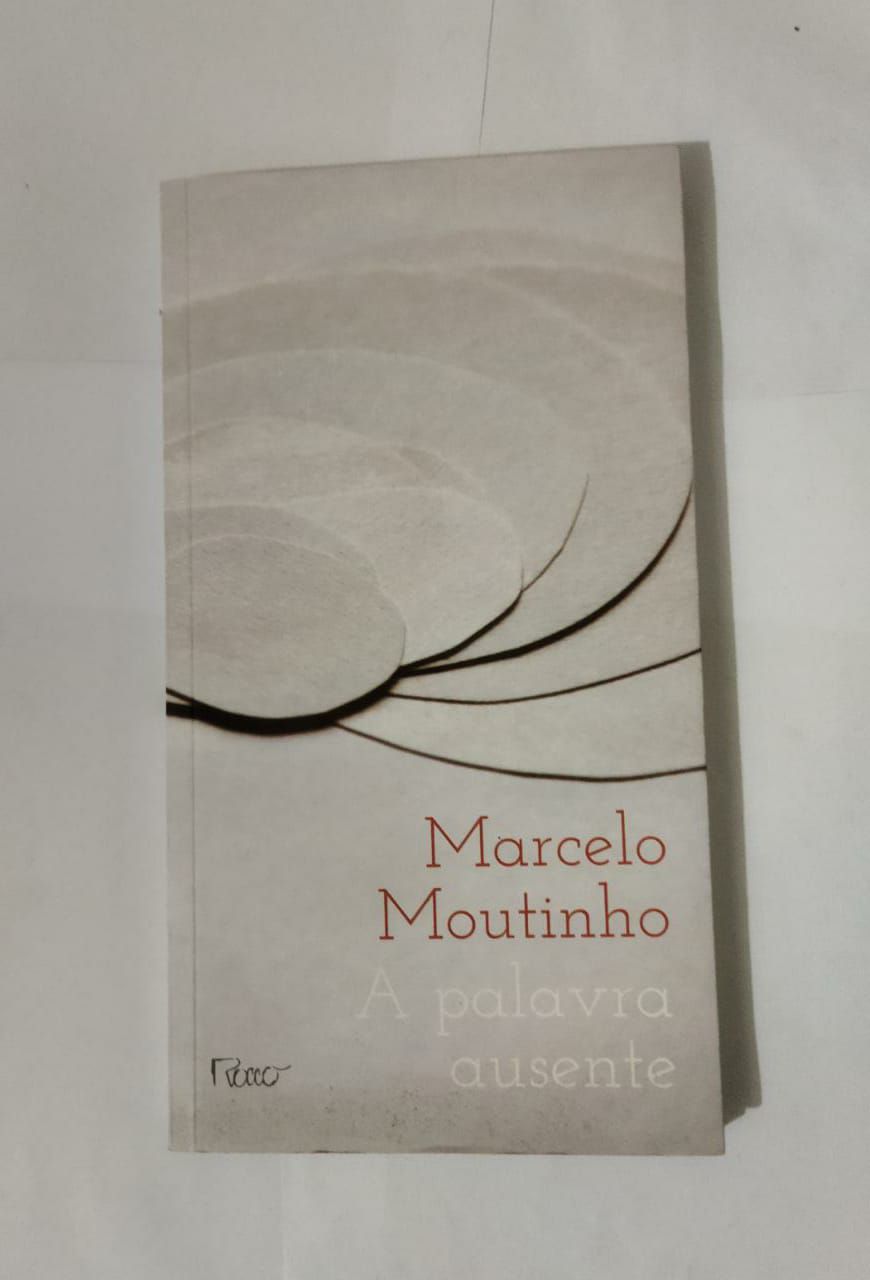 Marcelo
Moutinho
A palavra
ausente
Rocco